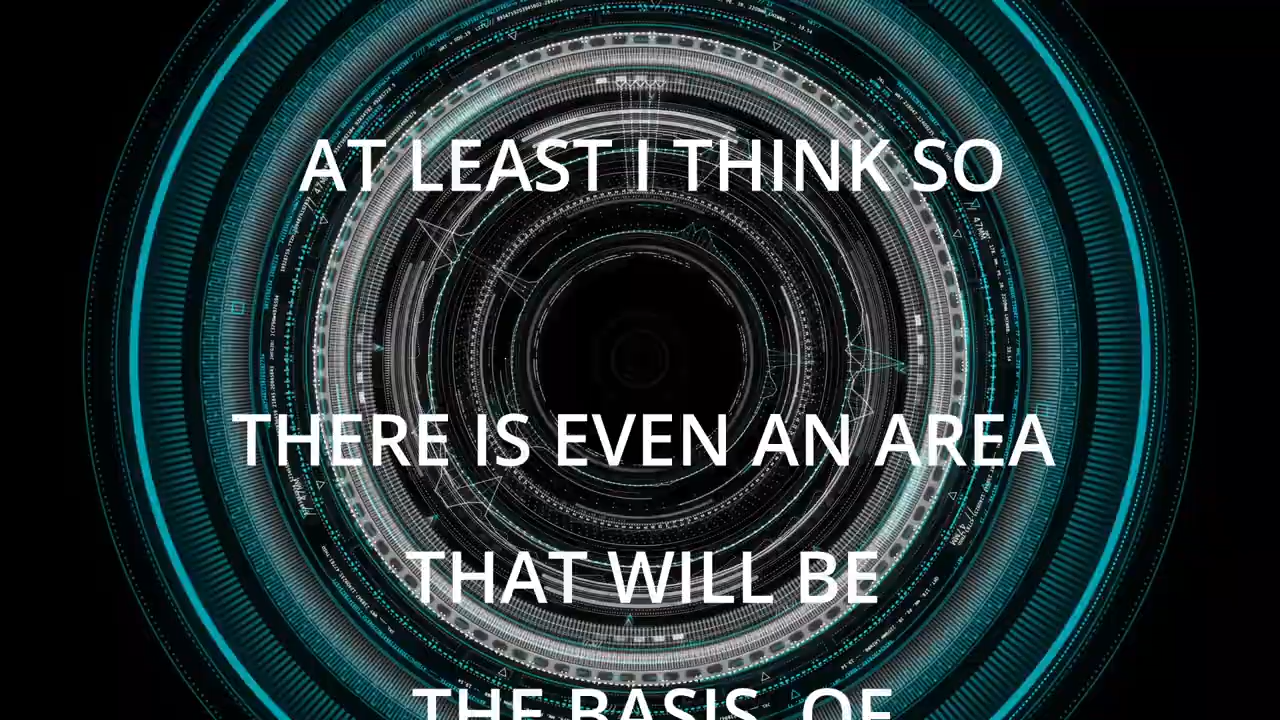 AT LEAST I THINK SO
THERE IS EVEN AN AREA
THAT WILL BE
THE BASIS OF